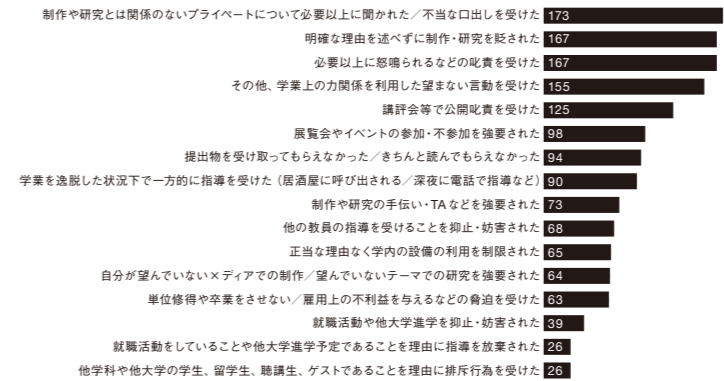 制作や研究とは関係のないプライベートについて必要以上に聞かれた／不当な口出しを受けた 173
明確な理由を述べずに制作・研究を貶された 167
必要以上に怒鳴られるなどの叱責を受けた 167
その他、学業上の力関係を利用した望まない言動を受けた 155
講評会等で公開叱責を受けた 125
展覧会やイベントの参加・不参加を強要された 98
提出物を受け取ってもらえなかった／きちんと読んでもらえなかった 94
学業を逸脱した状況下で一方的に指導を受けた（居酒屋に呼び出される／深夜に電話で指導など） 90
制作や研究の手伝い・TAなどを強要された 73
他の教員の指導を受けることを抑止・妨害された 68
正当な理由なく学内の設備の利用を制限された 65
自分が望んでいない×ディアでの制作／望んでいないテーマでの研究を強要された 64
単位修得や卒業をさせない／雇用上の不利益を与えるなどの脅迫を受けた 63
就職活動や他大学進学を抑止・妨害された 39
就職活動をしていることや他大学進学予定であることを理由に指導を放棄された 26
他学科や他大学の学生、留学生、聴講生、ゲストであることを理由に排斥行為を受けた 26